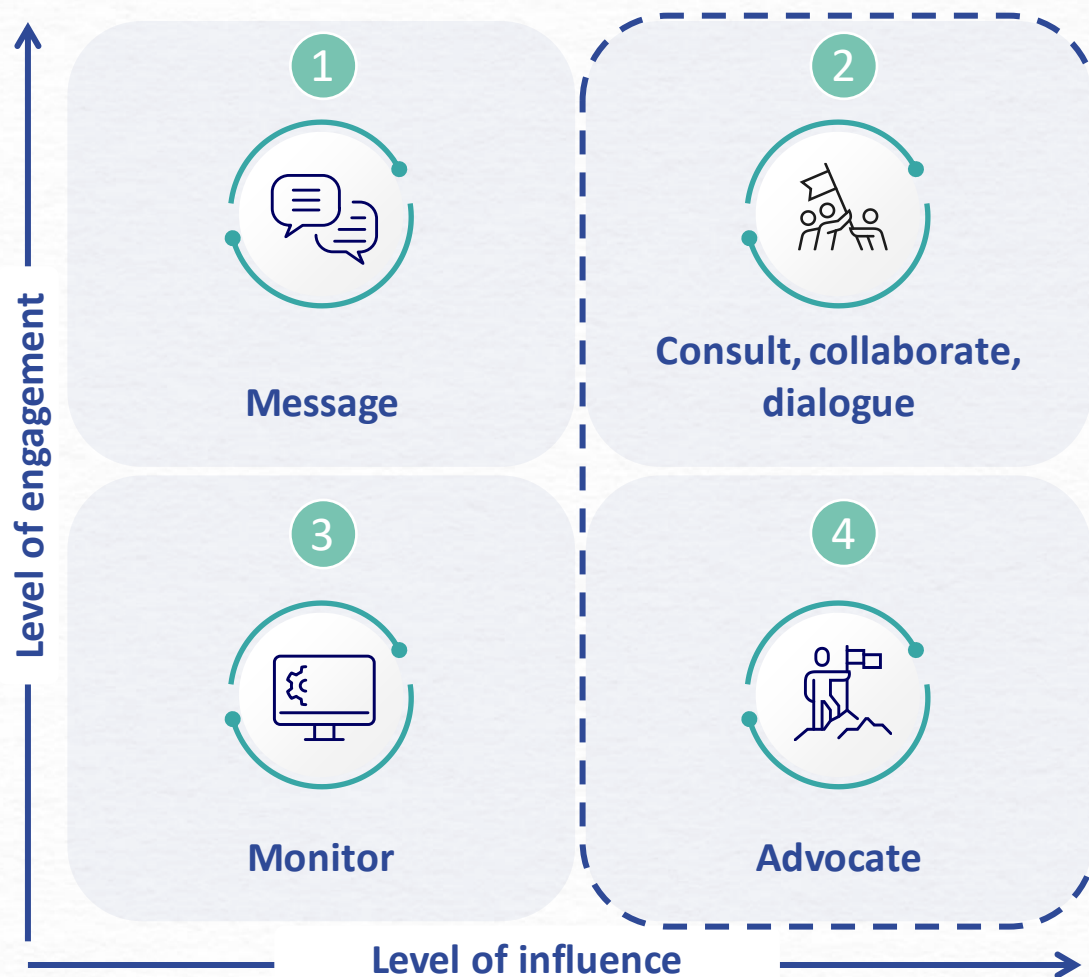 Level of engagement
1
Message
2
Consult, collaborate,
dialogue
3
Monitor
4
Advocate
Level of influence